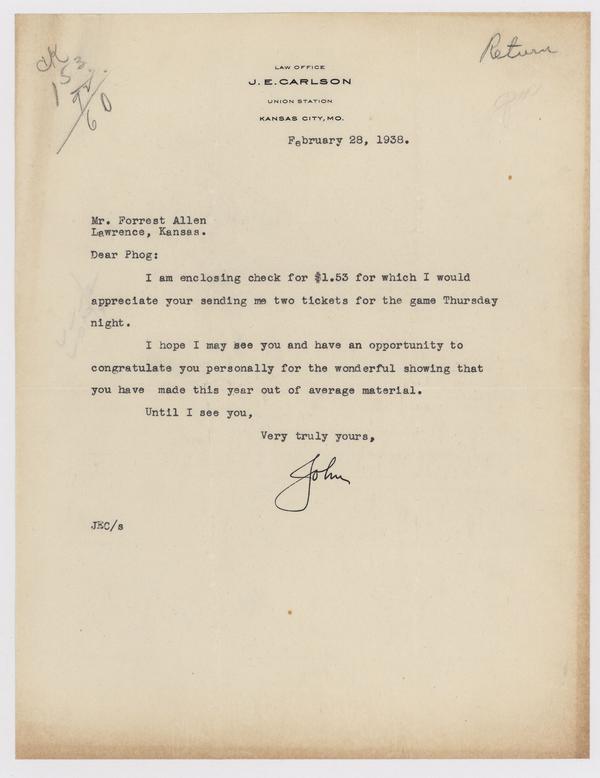 Return
LAW OFFICE
J. E. CARLSON
UNION STATION
KANSAS CITY, MO.
February 28, 1938.
Mr. Forrest Allen
Lawrence, Kansas.
Dear Phog:
I am enclosing check for $1.53 for which I would
appreciate your sending me two tickets for the game Thursday
night.
I hope I may see you and have an opportunity to
congratulate you personally for the wonderful showing that
you have made this year out of average material.
Until I see you,
Very truly yours,
John
JEC/s